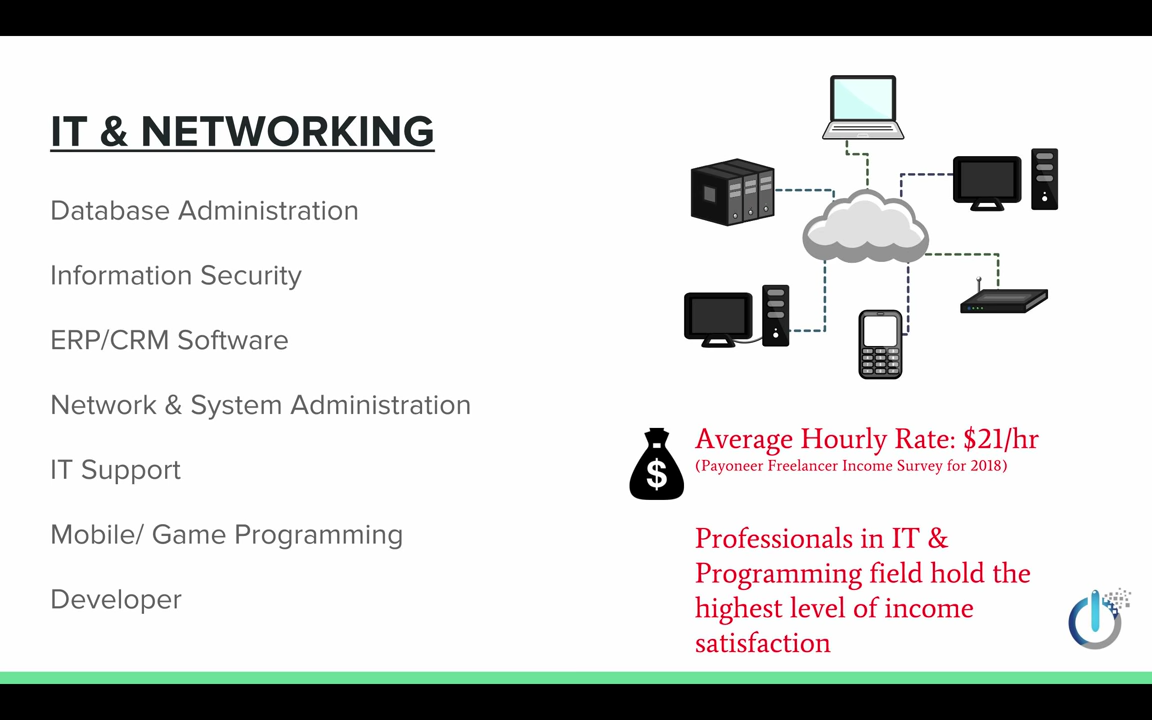 IT & NETWORKING
Database Administration
Information Security
ERP/CRM Software
Network & System Administration
IT Support
Mobile/ Game Programming
Developer
$
Average Hourly Rate: $21/hr
(Payoneer Freelancer Income Survey for 2018)
Professionals in IT &
Programming field hold the
highest level of income
satisfaction